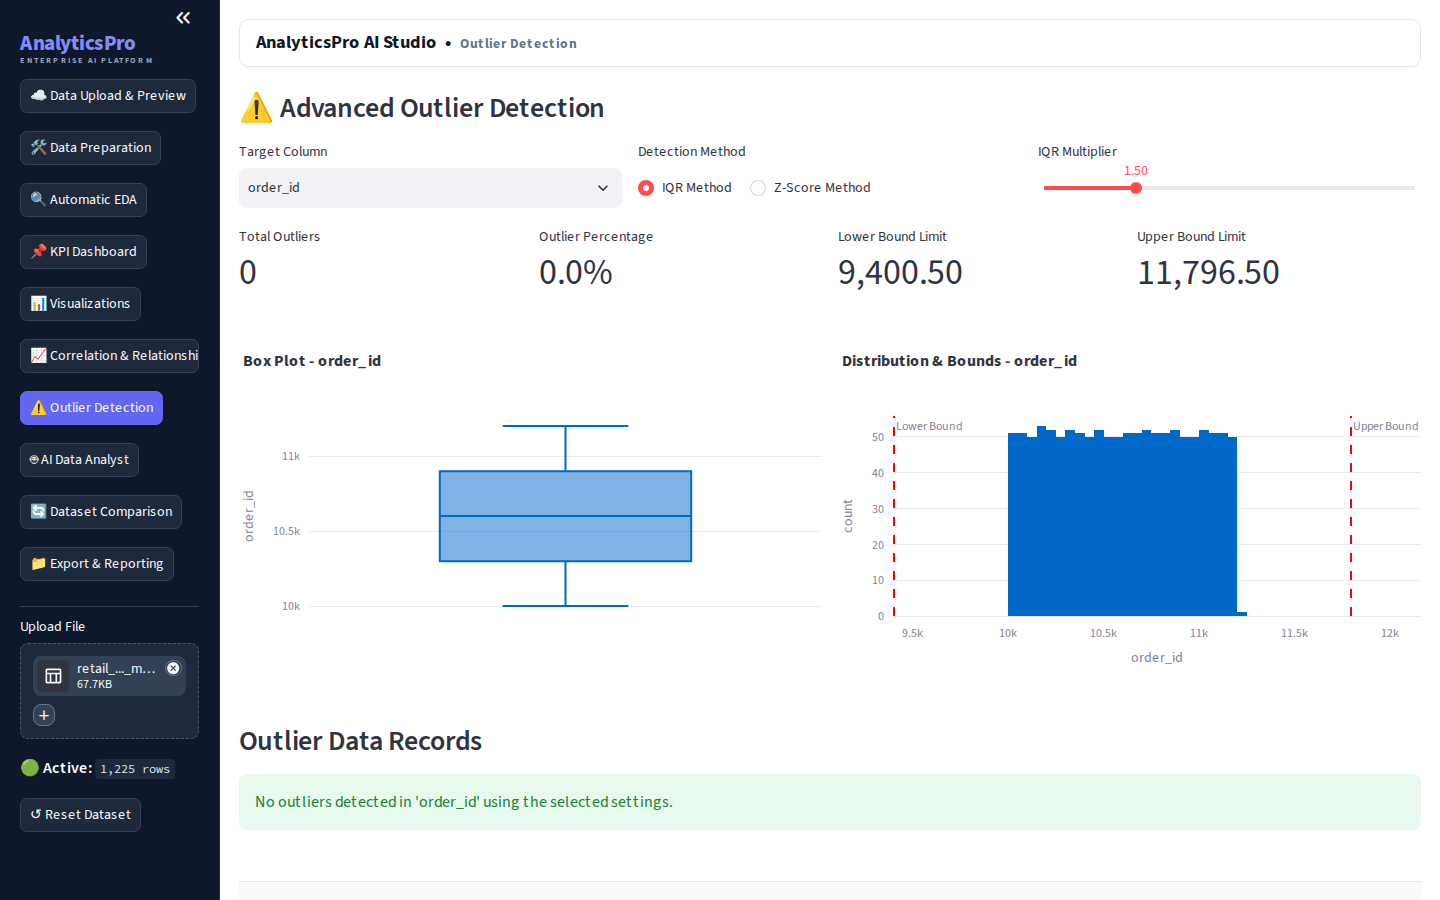 AnalyticsPro
ENTERPRISE AI PLATFORM
Data Upload & Preview
Data Preparation
Automatic EDA
KPI Dashboard
Visualizations
Correlation & Relationshi
Outlier Detection
AI Data Analyst
Dataset Comparison
Export & Reporting
Upload File
retail_..._m...
67.7KB
Active: 1,225 rows
↺ Reset Dataset
AnalyticsPro AI Studio • Outlier Detection
Advanced Outlier Detection
Target Column
order_id
Detection Method
IQR Method
Z-Score Method
IQR Multiplier
1.50
Total Outliers
0
Outlier Percentage
0.0%
Lower Bound Limit
9,400.50
Upper Bound Limit
11,796.50
Box Plot - order_id
11k
10.5k
10k
order_id
Distribution & Bounds - order_id
Lower Bound
Upper Bound
50
40
30
20
10
0
count
9.5k
10k
10.5k
11k
11.5k
12k
order_id
Outlier Data Records
No outliers detected in 'order_id' using the selected settings.